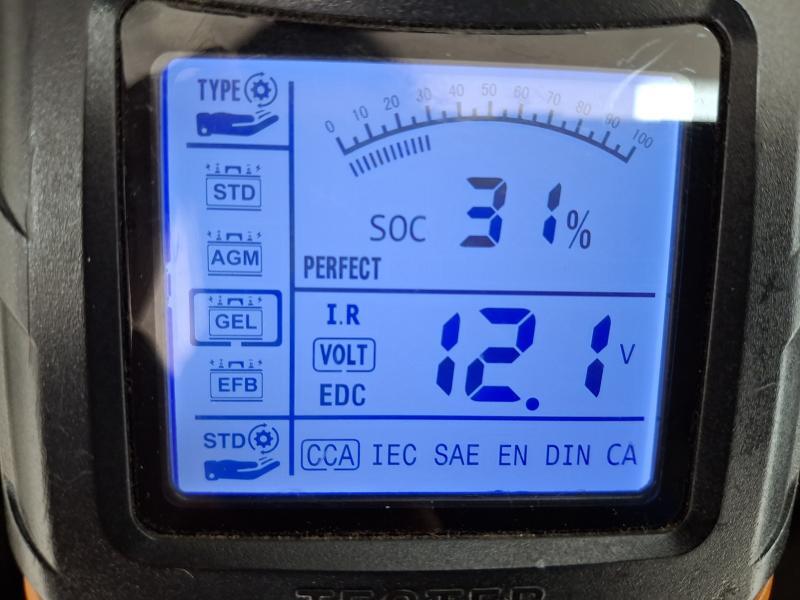 TYPE
STD
AGM
GEL
EFB
STD
0 10 20 30 40 50 60 70 80 90 100
SOC 31%
PERFECT
I.R
VOLT
EDC
12.1 V
CCA IEC SAE EN DIN CA
TESTER